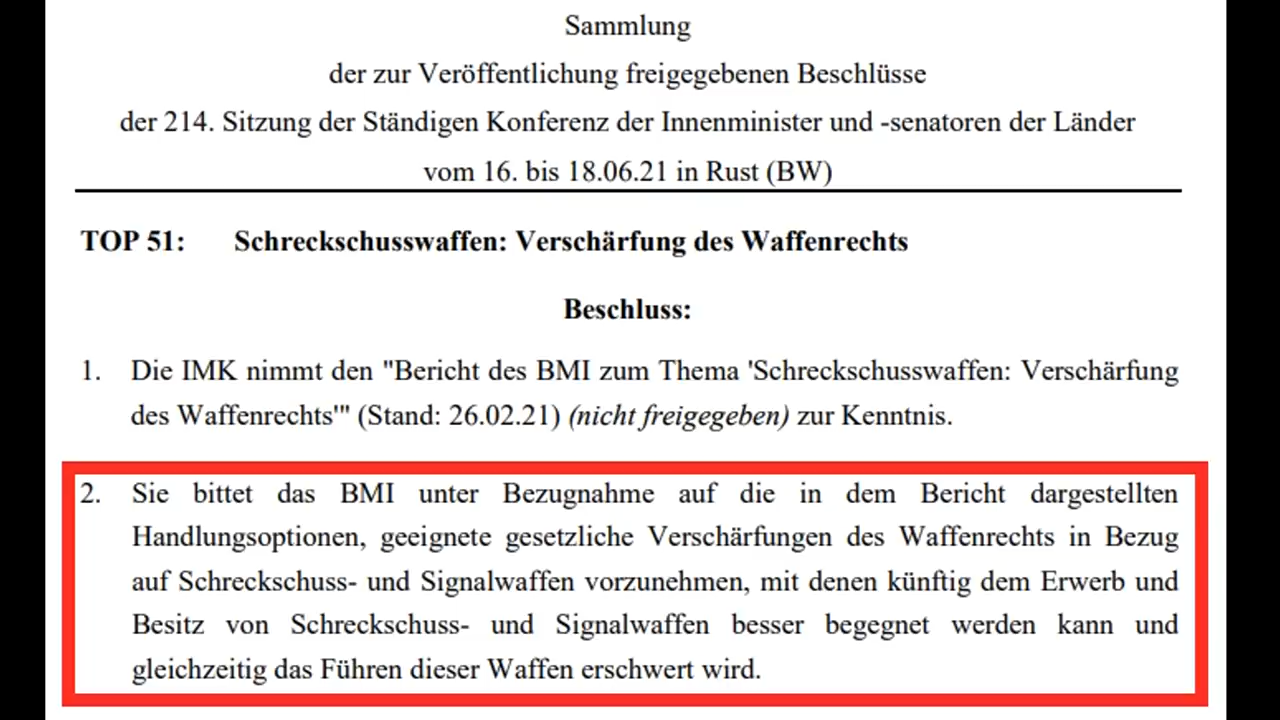 Sammlung
der zur Veröffentlichung freigegebenen Beschlüsse
der 214. Sitzung der Ständigen Konferenz der Innenminister und -senatoren der Länder
vom 16. bis 18.06.21 in Rust (BW)
TOP 51: Schreckschusswaffen: Verschärfung des Waffenrechts
Beschluss:
1. Die IMK nimmt den "Bericht des BMI zum Thema 'Schreckschusswaffen: Verschärfung
des Waffenrechts'" (Stand: 26.02.21) (nicht freigegeben) zur Kenntnis.
2. Sie bittet das BMI unter Bezugnahme auf die in dem Bericht dargestellten
Handlungsoptionen, geeignete gesetzliche Verschärfungen des Waffenrechts in Bezug
auf Schreckschuss- und Signalwaffen vorzunehmen, mit denen künftig dem Erwerb und
Besitz von Schreckschuss- und Signalwaffen besser begegnet werden kann und
gleichzeitig das Führen dieser Waffen erschwert wird.